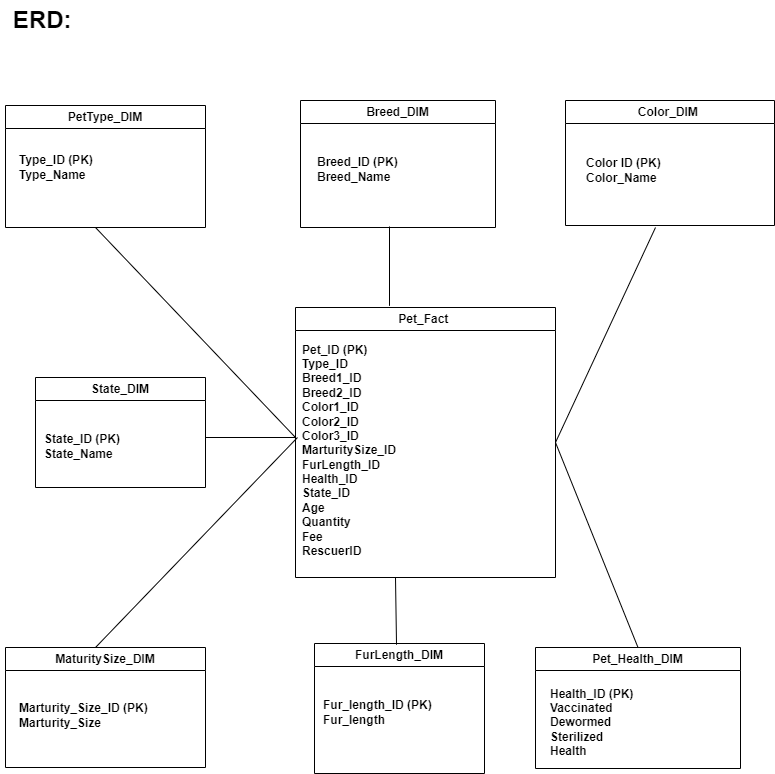 ERD:
PetType_DIM
Type_ID (PK)
Type_Name
Breed_DIM
Breed_ID (PK)
Breed_Name
Color_DIM
Color ID (PK)
Color_Name
State_DIM
State_ID (PK)
State_Name
Pet_Fact
Pet_ID (PK)
Type_ID
Breed1_ID
Breed2_ID
Color1_ID
Color2_ID
Color3_ID
MarturitySize_ID
FurLength_ID
Health_ID
State_ID
Age
Quantity
Fee
RescuerID
MaturitySize_DIM
Marturity_Size_ID (PK)
Marturity_Size
FurLength_DIM
Fur_length_ID (PK)
Fur_length
Pet_Health_DIM
Health_ID (PK)
Vaccinated
Dewormed
Sterilized
Health